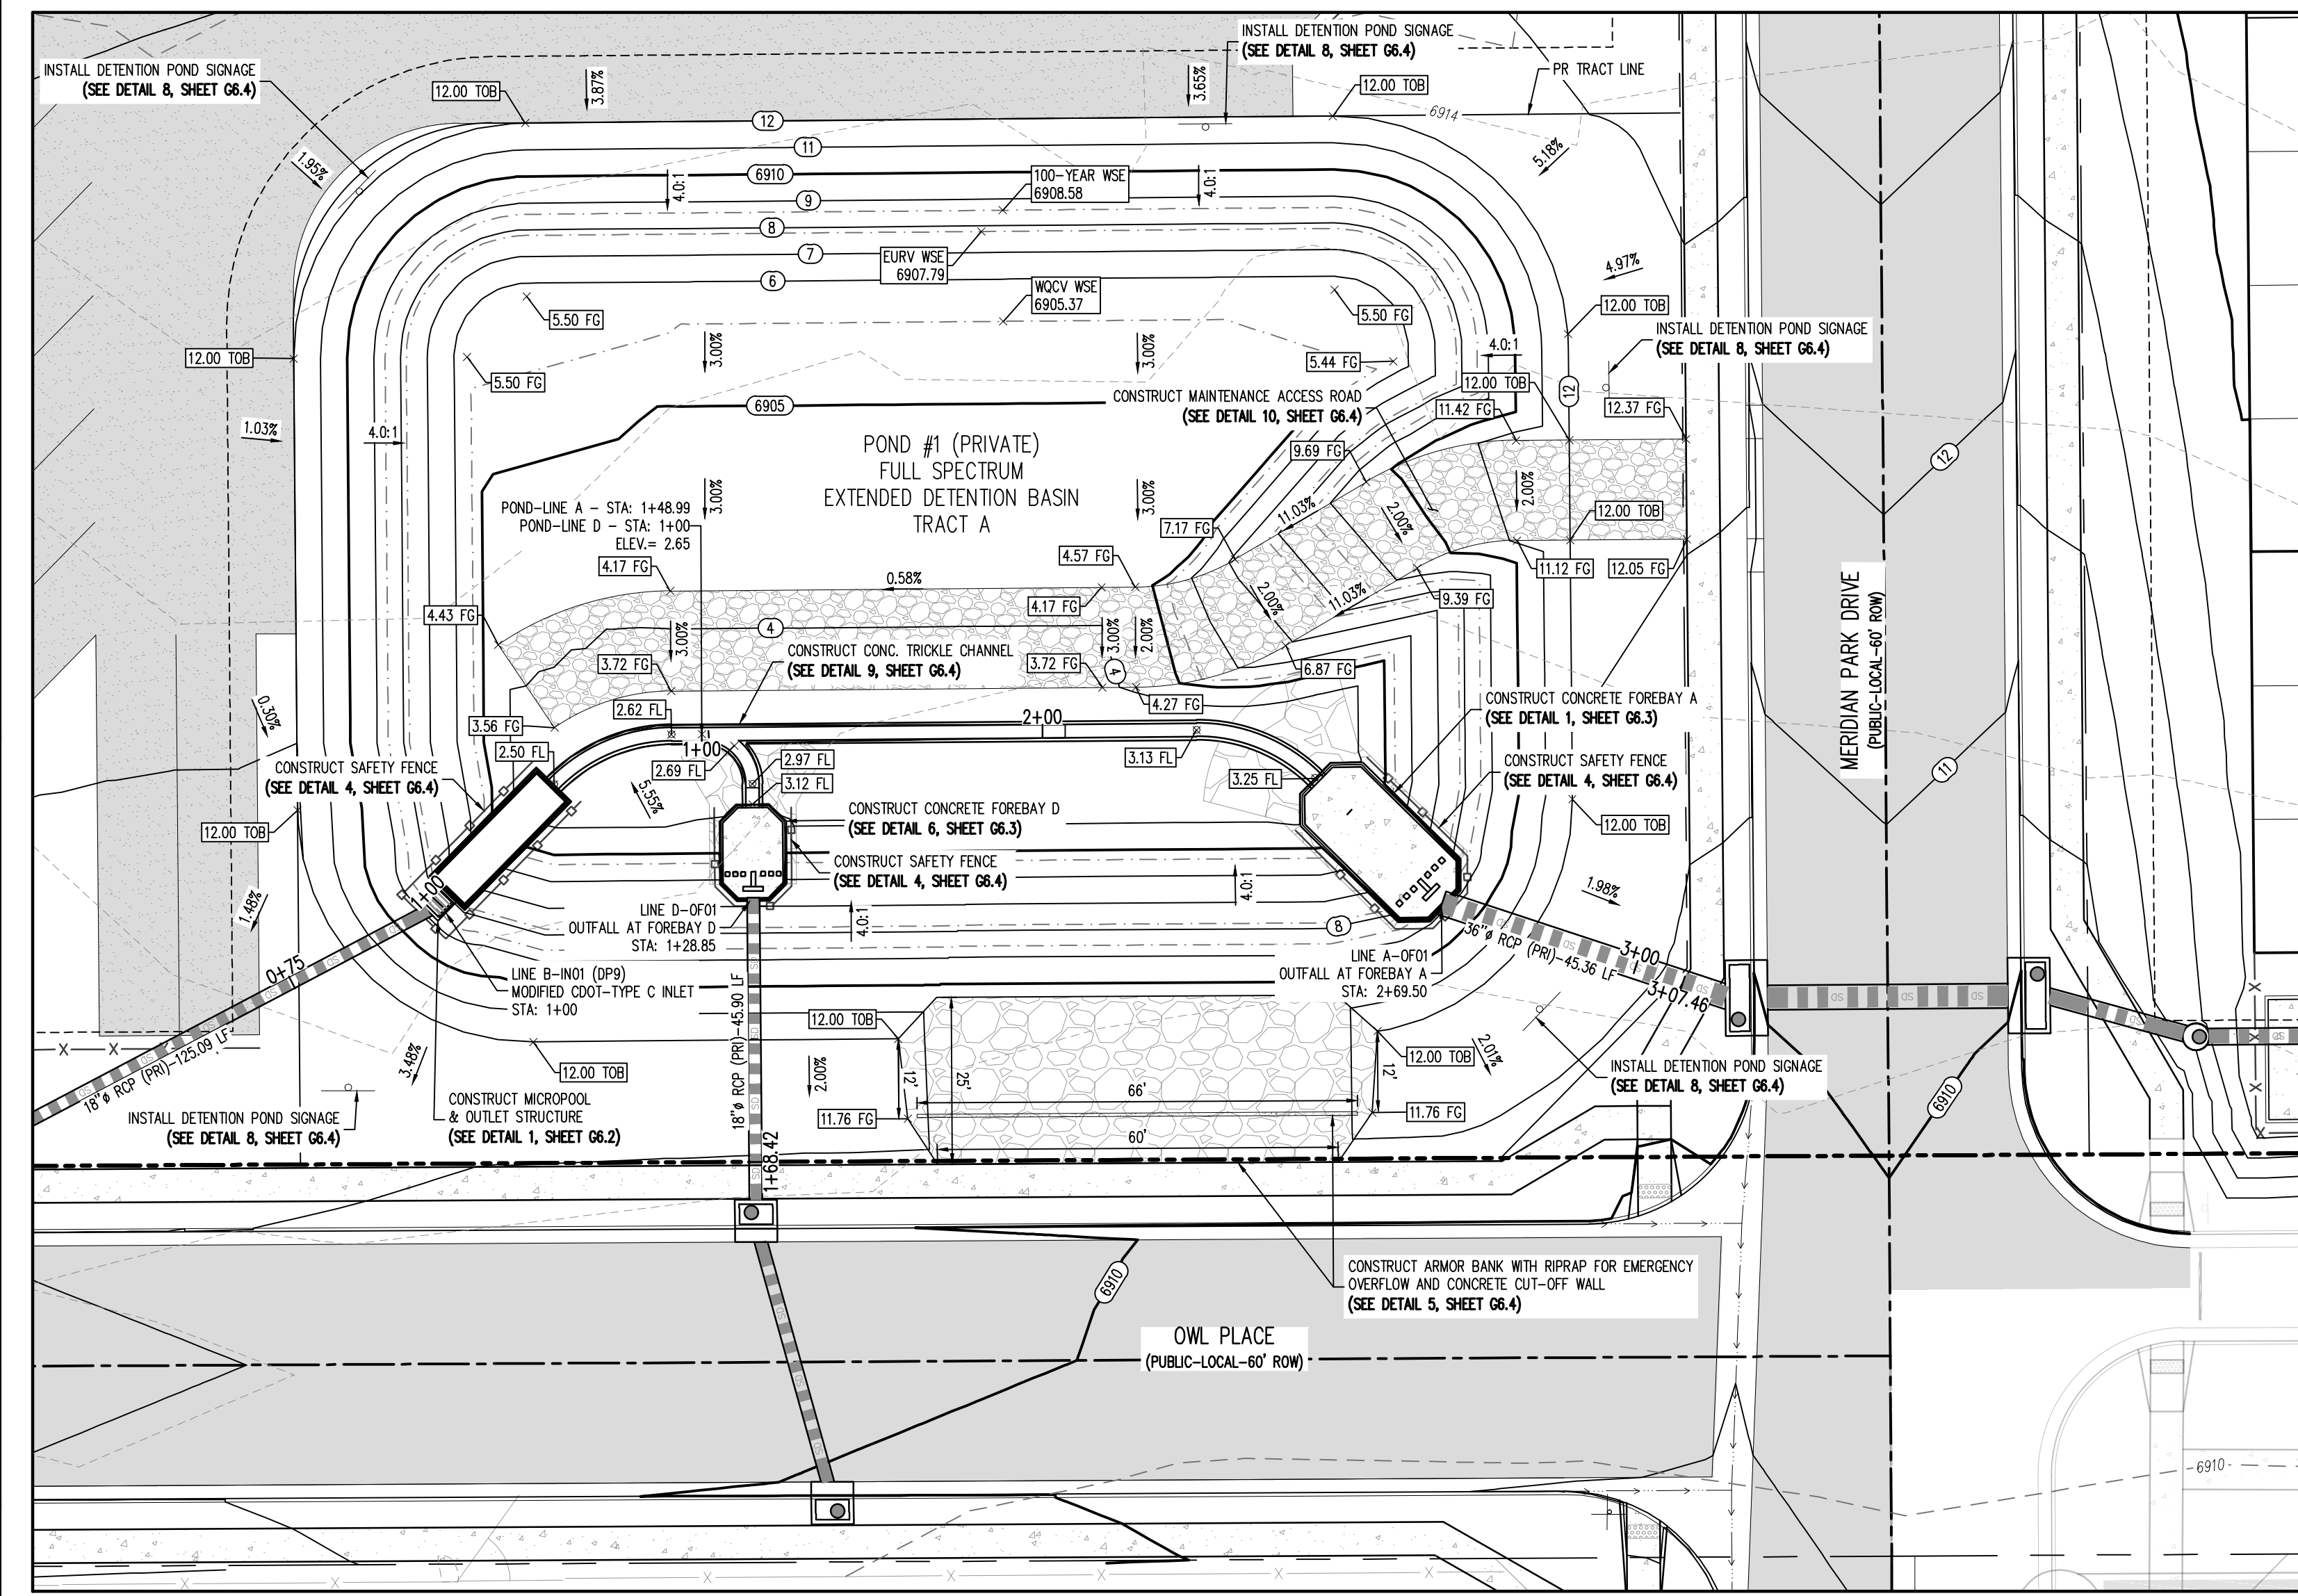 INSTALL DETENTION POND SIGNAGE
(SEE DETAIL 8, SHEET G6.4)
INSTALL DETENTION POND SIGNAGE
(SEE DETAIL 8, SHEET G6.4)
PR TRACT LINE
12.00 TOB
3.87%
3.65%
12.00 TOB
6914
12
11
1.95%
5.18%
6910
4.0:1
100-YEAR WSE
6908.58
4.0:1
9
8
7
EURV WSE
6907.79
6
WQCV WSE
6905.37
4.97%
5.50 FG
5.50 FG
12.00 TOB
INSTALL DETENTION POND SIGNAGE
(SEE DETAIL 8, SHEET G6.4)
12.00 TOB
3.00%
3.00%
4.0:1
5.44 FG
5.50 FG
12.00 TOB
12
CONSTRUCT MAINTENANCE ACCESS ROAD
(SEE DETAIL 10, SHEET G6.4)
6905
11.42 FG
12.37 FG
1.03%
4.0:1
POND #1 (PRIVATE)
FULL SPECTRUM
EXTENDED DETENTION BASIN
TRACT A
9.69 FG
12
3.00%
3.00%
2.00%
POND-LINE A - STA: 1+48.99
POND-LINE D - STA: 1+00
ELEV.= 2.65
7.17 FG
11.03%
2.00%
12.00 TOB
4.17 FG
4.57 FG
0.58%
11.12 FG
12.05 FG
4.43 FG
4.17 FG
2.00%
11.03%
9.39 FG
4
3.00%
3.00%
2.00%
CONSTRUCT CONC. TRICKLE CHANNEL
(SEE DETAIL 9, SHEET G6.4)
3.72 FG
3.72 FG
4
6.87 FG
MERIDIAN PARK DRIVE
(PUBLIC-LOCAL-60' ROW)
0.30%
3.56 FG
2.62 FL
4.27 FG
CONSTRUCT CONCRETE FOREBAY A
(SEE DETAIL 1, SHEET G6.3)
2+00
1+00
2.50 FL
2.69 FL
2.97 FL
3.13 FL
CONSTRUCT SAFETY FENCE
(SEE DETAIL 4, SHEET G6.4)
3.12 FL
3.25 FL
CONSTRUCT SAFETY FENCE
(SEE DETAIL 4, SHEET G6.4)
11
5.55%
CONSTRUCT CONCRETE FOREBAY D
(SEE DETAIL 6, SHEET G6.3)
12.00 TOB
12.00 TOB
CONSTRUCT SAFETY FENCE
(SEE DETAIL 4, SHEET G6.4)
1+00
1.48%
4.0:1
4.0:1
1.98%
LINE D-OF01
OUTFALL AT FOREBAY D
STA: 1+28.85
8
36"ø RCP (PRI)-45.36 LF
SD
3+00
3+07.46
LINE A-OF01
OUTFALL AT FOREBAY A
STA: 2+69.50
0+75
LINE B-IN01 (DP9)
MODIFIED CDOT-TYPE C INLET
STA: 1+00
SD
SD
SD
18"ø RCP (PRI)-125.09 LF
18"ø RCP (PRI)-45.90 LF
12.00 TOB
12.00 TOB
12.00 TOB
3.48%
2.00%
12'
25'
66'
12'
2.01%
INSTALL DETENTION POND SIGNAGE
(SEE DETAIL 8, SHEET G6.4)
6910
INSTALL DETENTION POND SIGNAGE
(SEE DETAIL 8, SHEET G6.4)
CONSTRUCT MICROPOOL
& OUTLET STRUCTURE
(SEE DETAIL 1, SHEET G6.2)
11.76 FG
11.76 FG
60'
1+68.42
CONSTRUCT ARMOR BANK WITH RIPRAP FOR EMERGENCY
OVERFLOW AND CONCRETE CUT-OFF WALL
(SEE DETAIL 5, SHEET G6.4)
6910
OWL PLACE
(PUBLIC-LOCAL-60' ROW)
6910